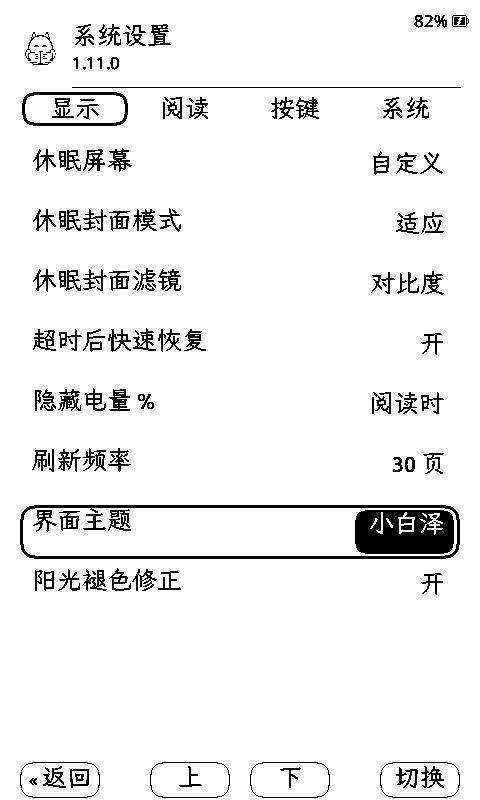 82%
系统设置
1.11.0
显示 阅读 按键 系统
休眠屏幕 自定义
休眠封面模式 适应
休眠封面滤镜 对比度
超时后快速恢复 开
隐藏电量 % 阅读时
刷新频率 30 页
界面主题 小白泽
阳光褪色修正 开
« 返回 上 下 切换